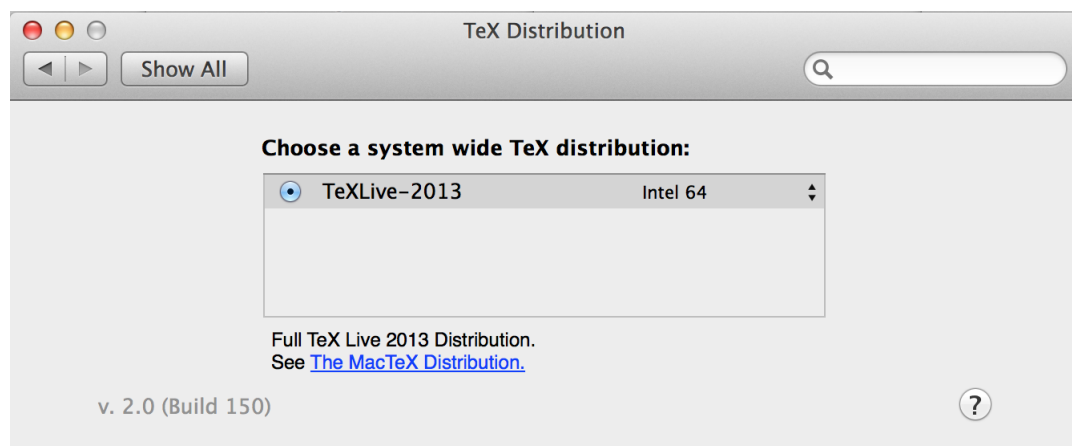 TeX Distribution
Show All
Choose a system wide TeX distribution:
TeXLive-2013 Intel 64
Full TeX Live 2013 Distribution.
See The MacTeX Distribution.
v. 2.0 (Build 150) ?